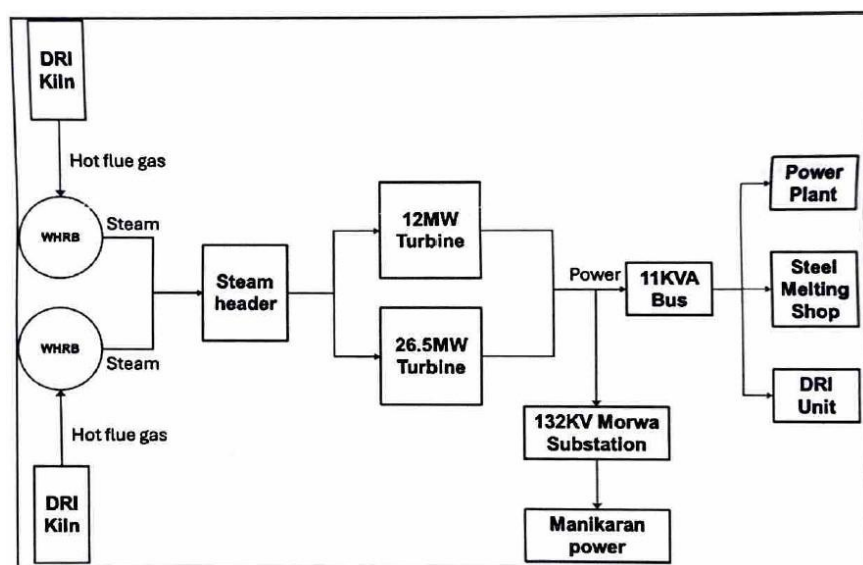 DRI
Kiln
Hot flue gas
WHRB
Steam
WHRB
Steam
Hot flue gas
DRI
Kiln
Steam
header
12MW
Turbine
26.5MW
Turbine
Power
11KVA
Bus
Power
Plant
Steel
Melting
Shop
DRI
Unit
132KV Morwa
Substation
Manikaran
power